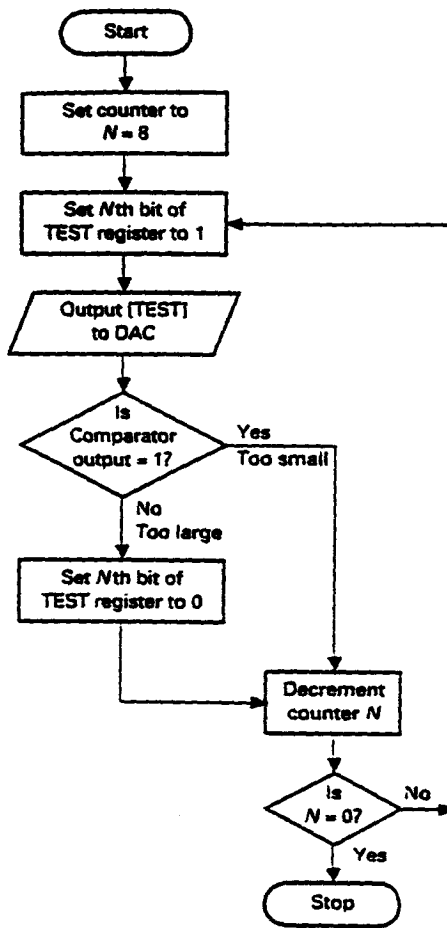 Start
Set counter to
N = 8
Set Nth bit of
TEST register to 1
Output [TEST]
to DAC
Is
Comparator
output = 1?
Yes
Too small
No
Too large
Set Nth bit of
TEST register to 0
Decrement
counter N
Is
N = 0?
No
Yes
Stop